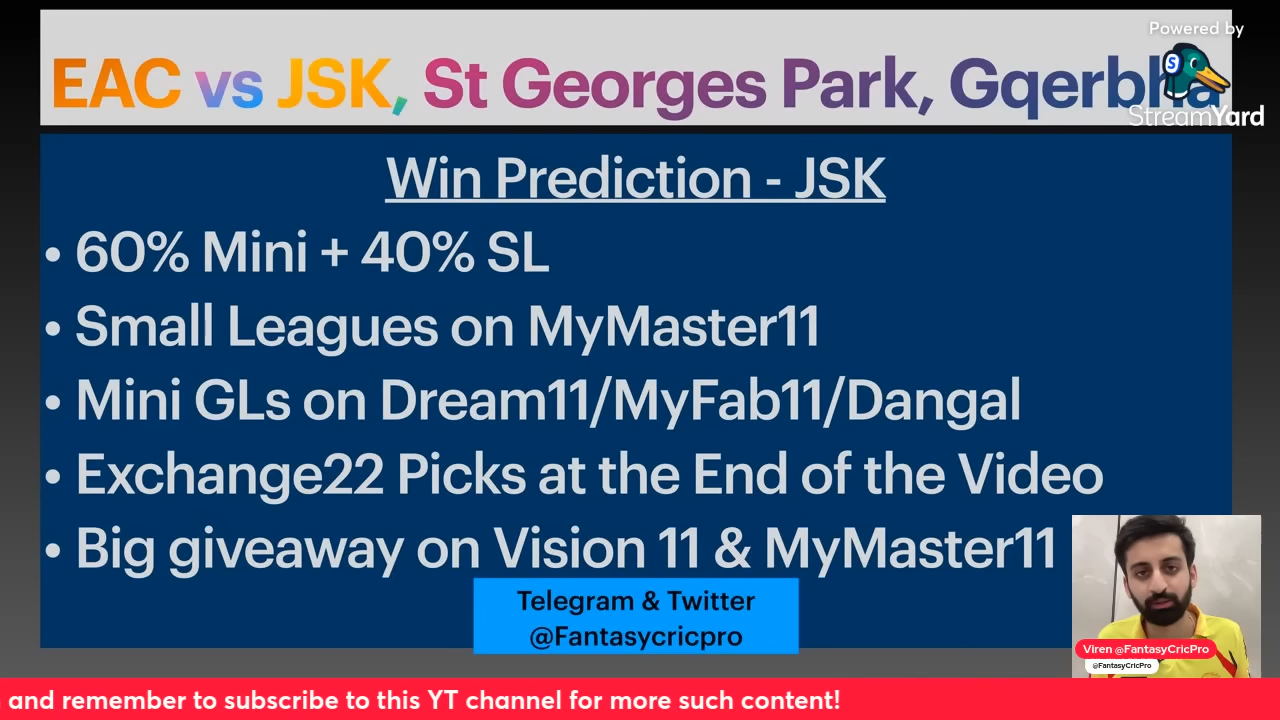 Powered by
StreamYard
EAC vs JSK, St Georges Park, Gqerbha
Win Prediction - JSK
• 60% Mini + 40% SL
• Small Leagues on MyMaster11
• Mini GLs on Dream11/MyFab11/Dangal
• Exchange22 Picks at the End of the Video
• Big giveaway on Vision 11 & MyMaster11
Telegram & Twitter
@Fantasycricpro
Viren @FantasyCricPro
@FantasyCricPro
and remember to subscribe to this YT channel for more such content!